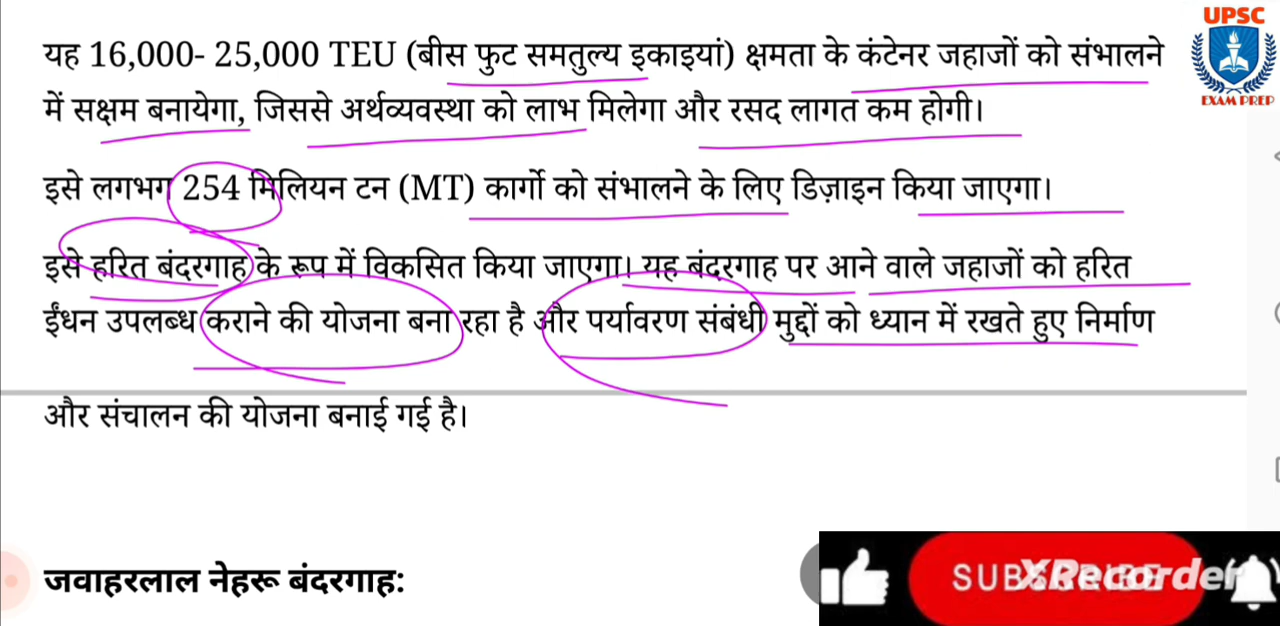 UPSC
EXAM PREP
यह 16,000- 25,000 TEU (बीस फुट समतुल्य इकाइयां) क्षमता के कंटेनर जहाजों को संभालने
में सक्षम बनायेगा, जिससे अर्थव्यवस्था को लाभ मिलेगा और रसद लागत कम होगी।
इसे लगभग 254 मिलियन टन (MT) कार्गो को संभालने के लिए डिज़ाइन किया जाएगा।
इसे हरित बंदरगाह के रूप में विकसित किया जाएगा। यह बंदरगाह पर आने वाले जहाजों को हरित
ईंधन उपलब्ध कराने की योजना बना रहा है और पर्यावरण संबंधी मुद्दों को ध्यान में रखते हुए निर्माण
और संचालन की योजना बनाई गई है।
जवाहरलाल नेहरू बंदरगाह:
SUBSCRIBE
XRecorder